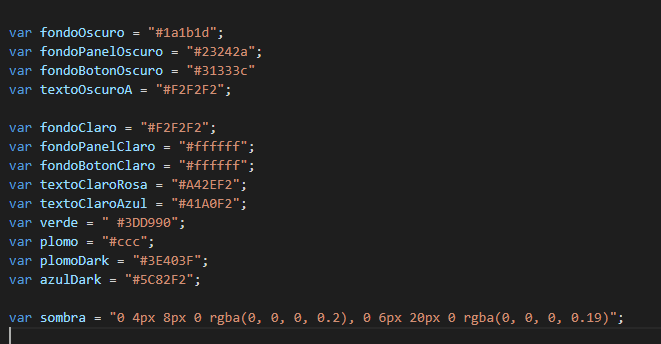 var fondoOscuro = "#1a1b1d";
var fondoPanelOscuro = "#23242a";
var fondoBotonOscuro = "#31333c"
var textoOscuroA = "#F2F2F2";
var fondoClaro = "#F2F2F2";
var fondoPanelClaro = "#ffffff";
var fondoBotonClaro = "#ffffff";
var textoClaroRosa = "#A42EF2";
var textoClaroAzul = "#41A0F2";
var verde = " #3DD990";
var plomo = "#ccc";
var plomoDark = "#3E403F";
var azulDark = "#5C82F2";
var sombra = "0 4px 8px 0 rgba(0, 0, 0, 0.2), 0 6px 20px 0 rgba(0, 0, 0, 0.19)";